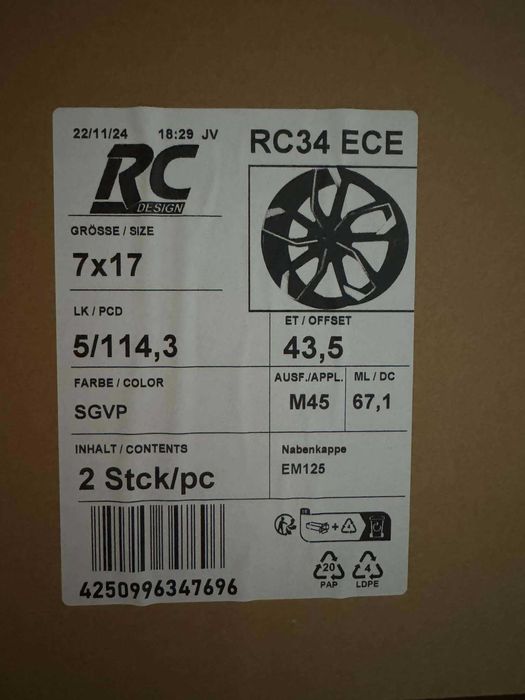 22/11/24 18:29 JV
RC34 ECE
RC
DESIGN
GRÖSSE / SIZE
7x17
LK / PCD
5/114,3
ET / OFFSET
43,5
FARBE / COLOR
SGVP
AUSF./APPL.
M45
ML / DC
67,1
INHALT / CONTENTS
2 Stck/pc
Nabenkappe
EM125
4250996347696
20
PAP
4
LDPE